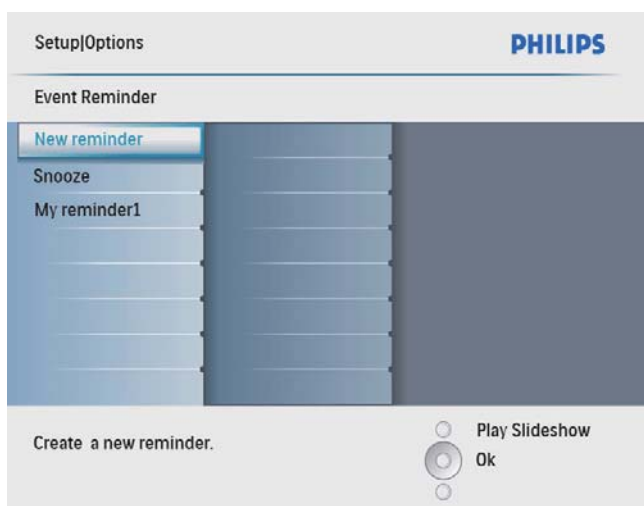 Setup|Options
PHILIPS
Event Reminder
New reminder
Snooze
My reminder1
Create a new reminder.
Play Slideshow
Ok